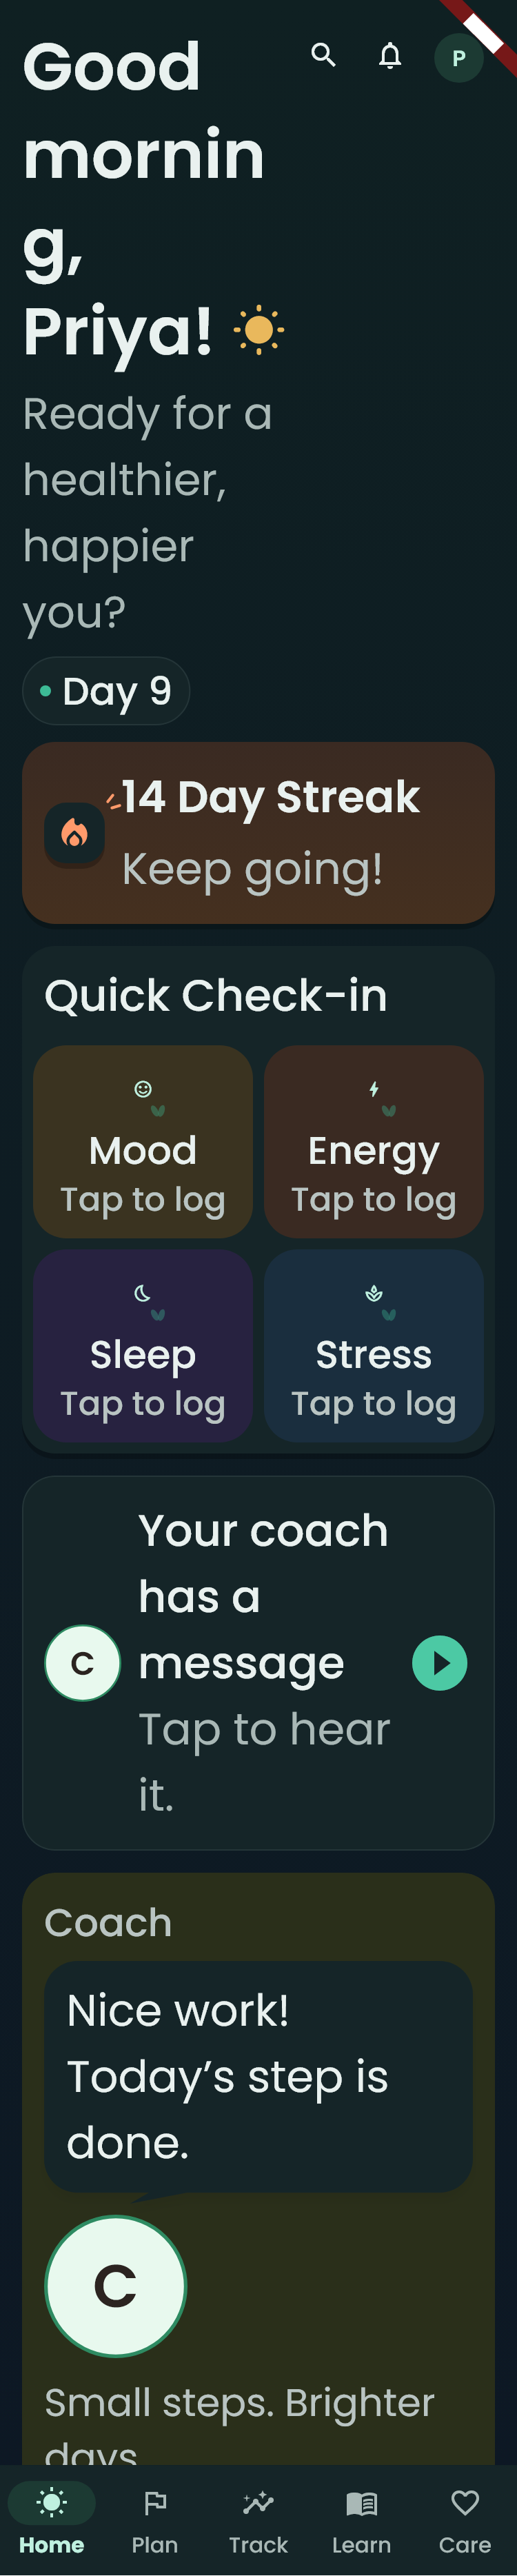 Good
mornin
g,
Priya!
P
Ready for a
healthier,
happier
you?
Day 9
14 Day Streak
Keep going!
Quick Check-in
Mood
Tap to log
Energy
Tap to log
Sleep
Tap to log
Stress
Tap to log
C
Your coach
has a
message
Tap to hear
it.
Coach
Nice work!
Today’s step is
done.
C
Small steps. Brighter
days
Home
Plan
Track
Learn
Care